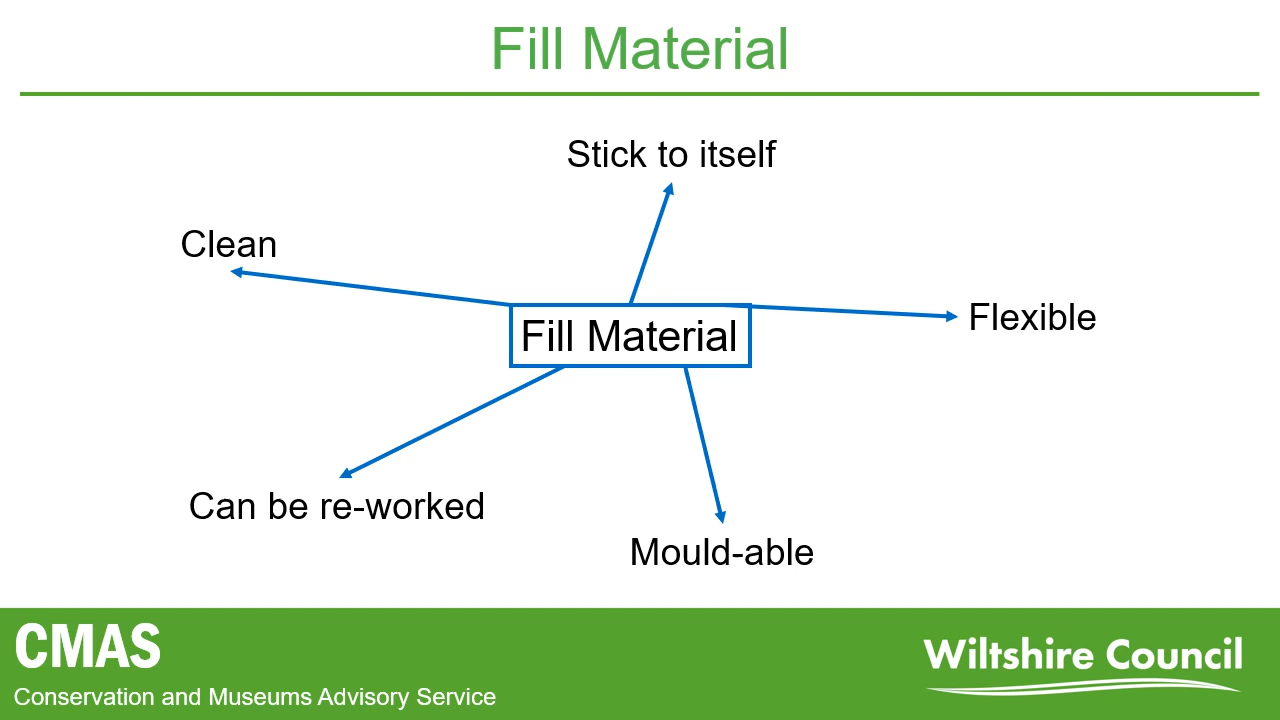 Fill Material
Stick to itself
Clean
Flexible
Fill Material
Can be re-worked
Mould-able
CMAS
Conservation and Museums Advisory Service
Wiltshire Council